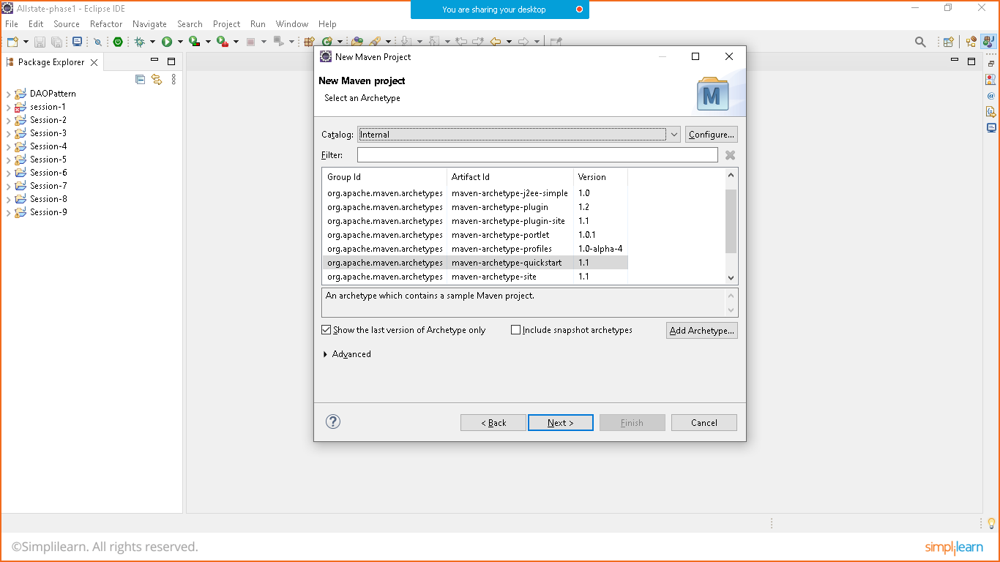 Allstate-phase1 - Eclipse IDE
You are sharing your desktop
File Edit Source Refactor Navigate Search Project Run Window Help
Package Explorer
DAOPattern
session-1
Session-2
Session-3
Session-4
Session-5
Session-6
Session-7
Session-8
Session-9
New Maven Project
New Maven project
Select an Archetype
M
Catalog: Internal Configure...
Filter:
Group Id Artifact Id Version
org.apache.maven.archetypes maven-archetype-j2ee-simple 1.0
org.apache.maven.archetypes maven-archetype-plugin 1.2
org.apache.maven.archetypes maven-archetype-plugin-site 1.1
org.apache.maven.archetypes maven-archetype-portlet 1.0.1
org.apache.maven.archetypes maven-archetype-profiles 1.0-alpha-4
org.apache.maven.archetypes maven-archetype-quickstart 1.1
org.apache.maven.archetypes maven-archetype-site 1.1
An archetype which contains a sample Maven project.
Show the last version of Archetype only Include snapshot archetypes Add Archetype...
Advanced
? < Back Next > Finish Cancel
©Simplilearn. All rights reserved.
simplilearn